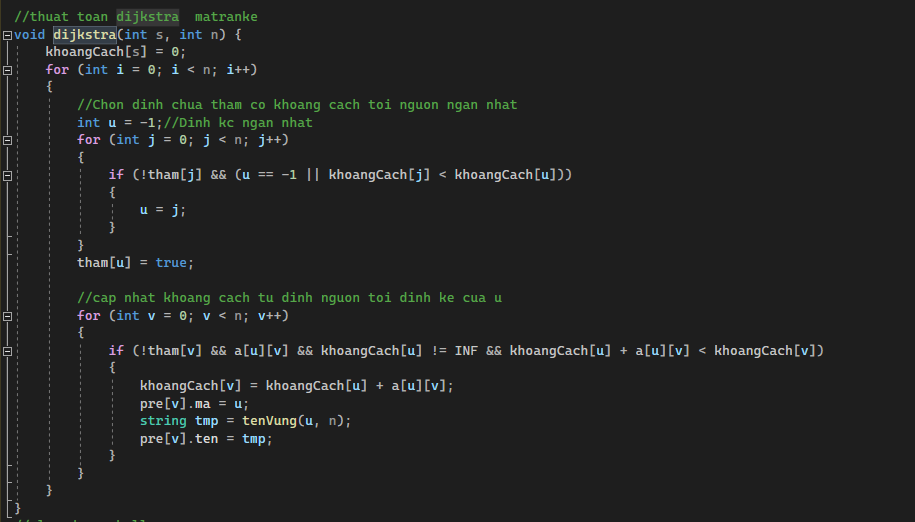 //thuat toan dijkstra  matranke
void dijkstra(int s, int n) {
    khoangCach[s] = 0;
    for (int i = 0; i < n; i++)
    {
        //Chon dinh chua tham co khoang cach toi nguon ngan nhat
        int u = -1;//Dinh kc ngan nhat
        for (int j = 0; j < n; j++)
        {
            if (!tham[j] && (u == -1 || khoangCach[j] < khoangCach[u]))
            {
                u = j;
            }
        }
        tham[u] = true;

        //cap nhat khoang cach tu dinh nguon toi dinh ke cua u
        for (int v = 0; v < n; v++)
        {
            if (!tham[v] && a[u][v] && khoangCach[u] != INF && khoangCach[u] + a[u][v] < khoangCach[v])
            {
                khoangCach[v] = khoangCach[u] + a[u][v];
                pre[v].ma = u;
                string tmp = tenVung(u, n);
                pre[v].ten = tmp;
            }
        }
    }
}